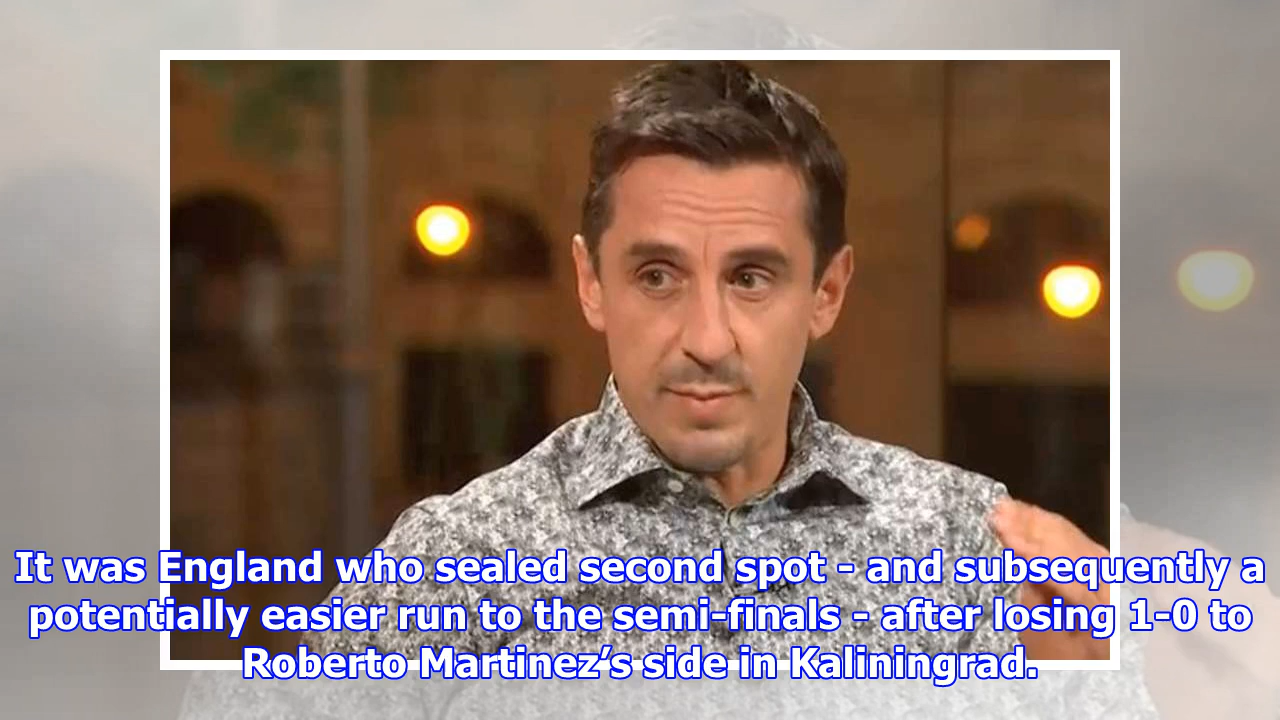 It was England who sealed second spot - and subsequently a
potentially easier run to the semi-finals - after losing 1-0 to
Roberto Martinez’s side in Kaliningrad.